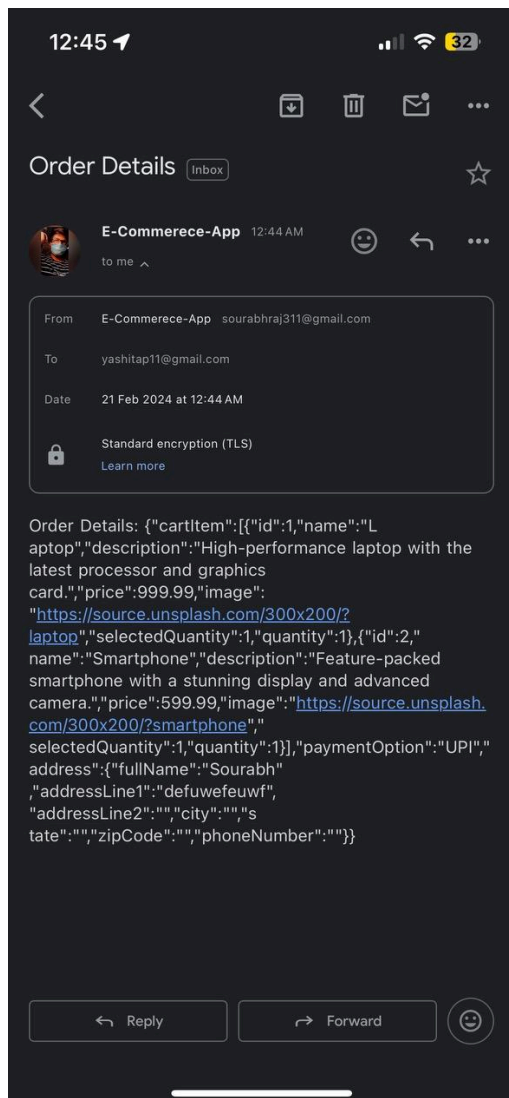 12:45
32
Order Details Inbox
E-Commerece-App 12:44 AM
to me
From E-Commerece-App sourabhraj311@gmail.com
To yashitap11@gmail.com
Date 21 Feb 2024 at 12:44 AM
Standard encryption (TLS)
Learn more
Order Details: {"cartItem":[{"id":1,"name":"L
aptop","description":"High-performance laptop with the
latest processor and graphics
card.","price":999.99,"image":
"https://source.unsplash.com/300x200/?
laptop","selectedQuantity":1,"quantity":1},{"id":2,"
name":"Smartphone","description":"Feature-packed
smartphone with a stunning display and advanced
camera.","price":599.99,"image":"https://source.unsplash.
com/300x200/?smartphone","
selectedQuantity":1,"quantity":1}],"paymentOption":"UPI","
address":{"fullName":"Sourabh"
,"addressLine1":"defuwefeuwf",
"addressLine2":"","city":"","s
tate":"","zipCode":"","phoneNumber":""}}
Reply
Forward